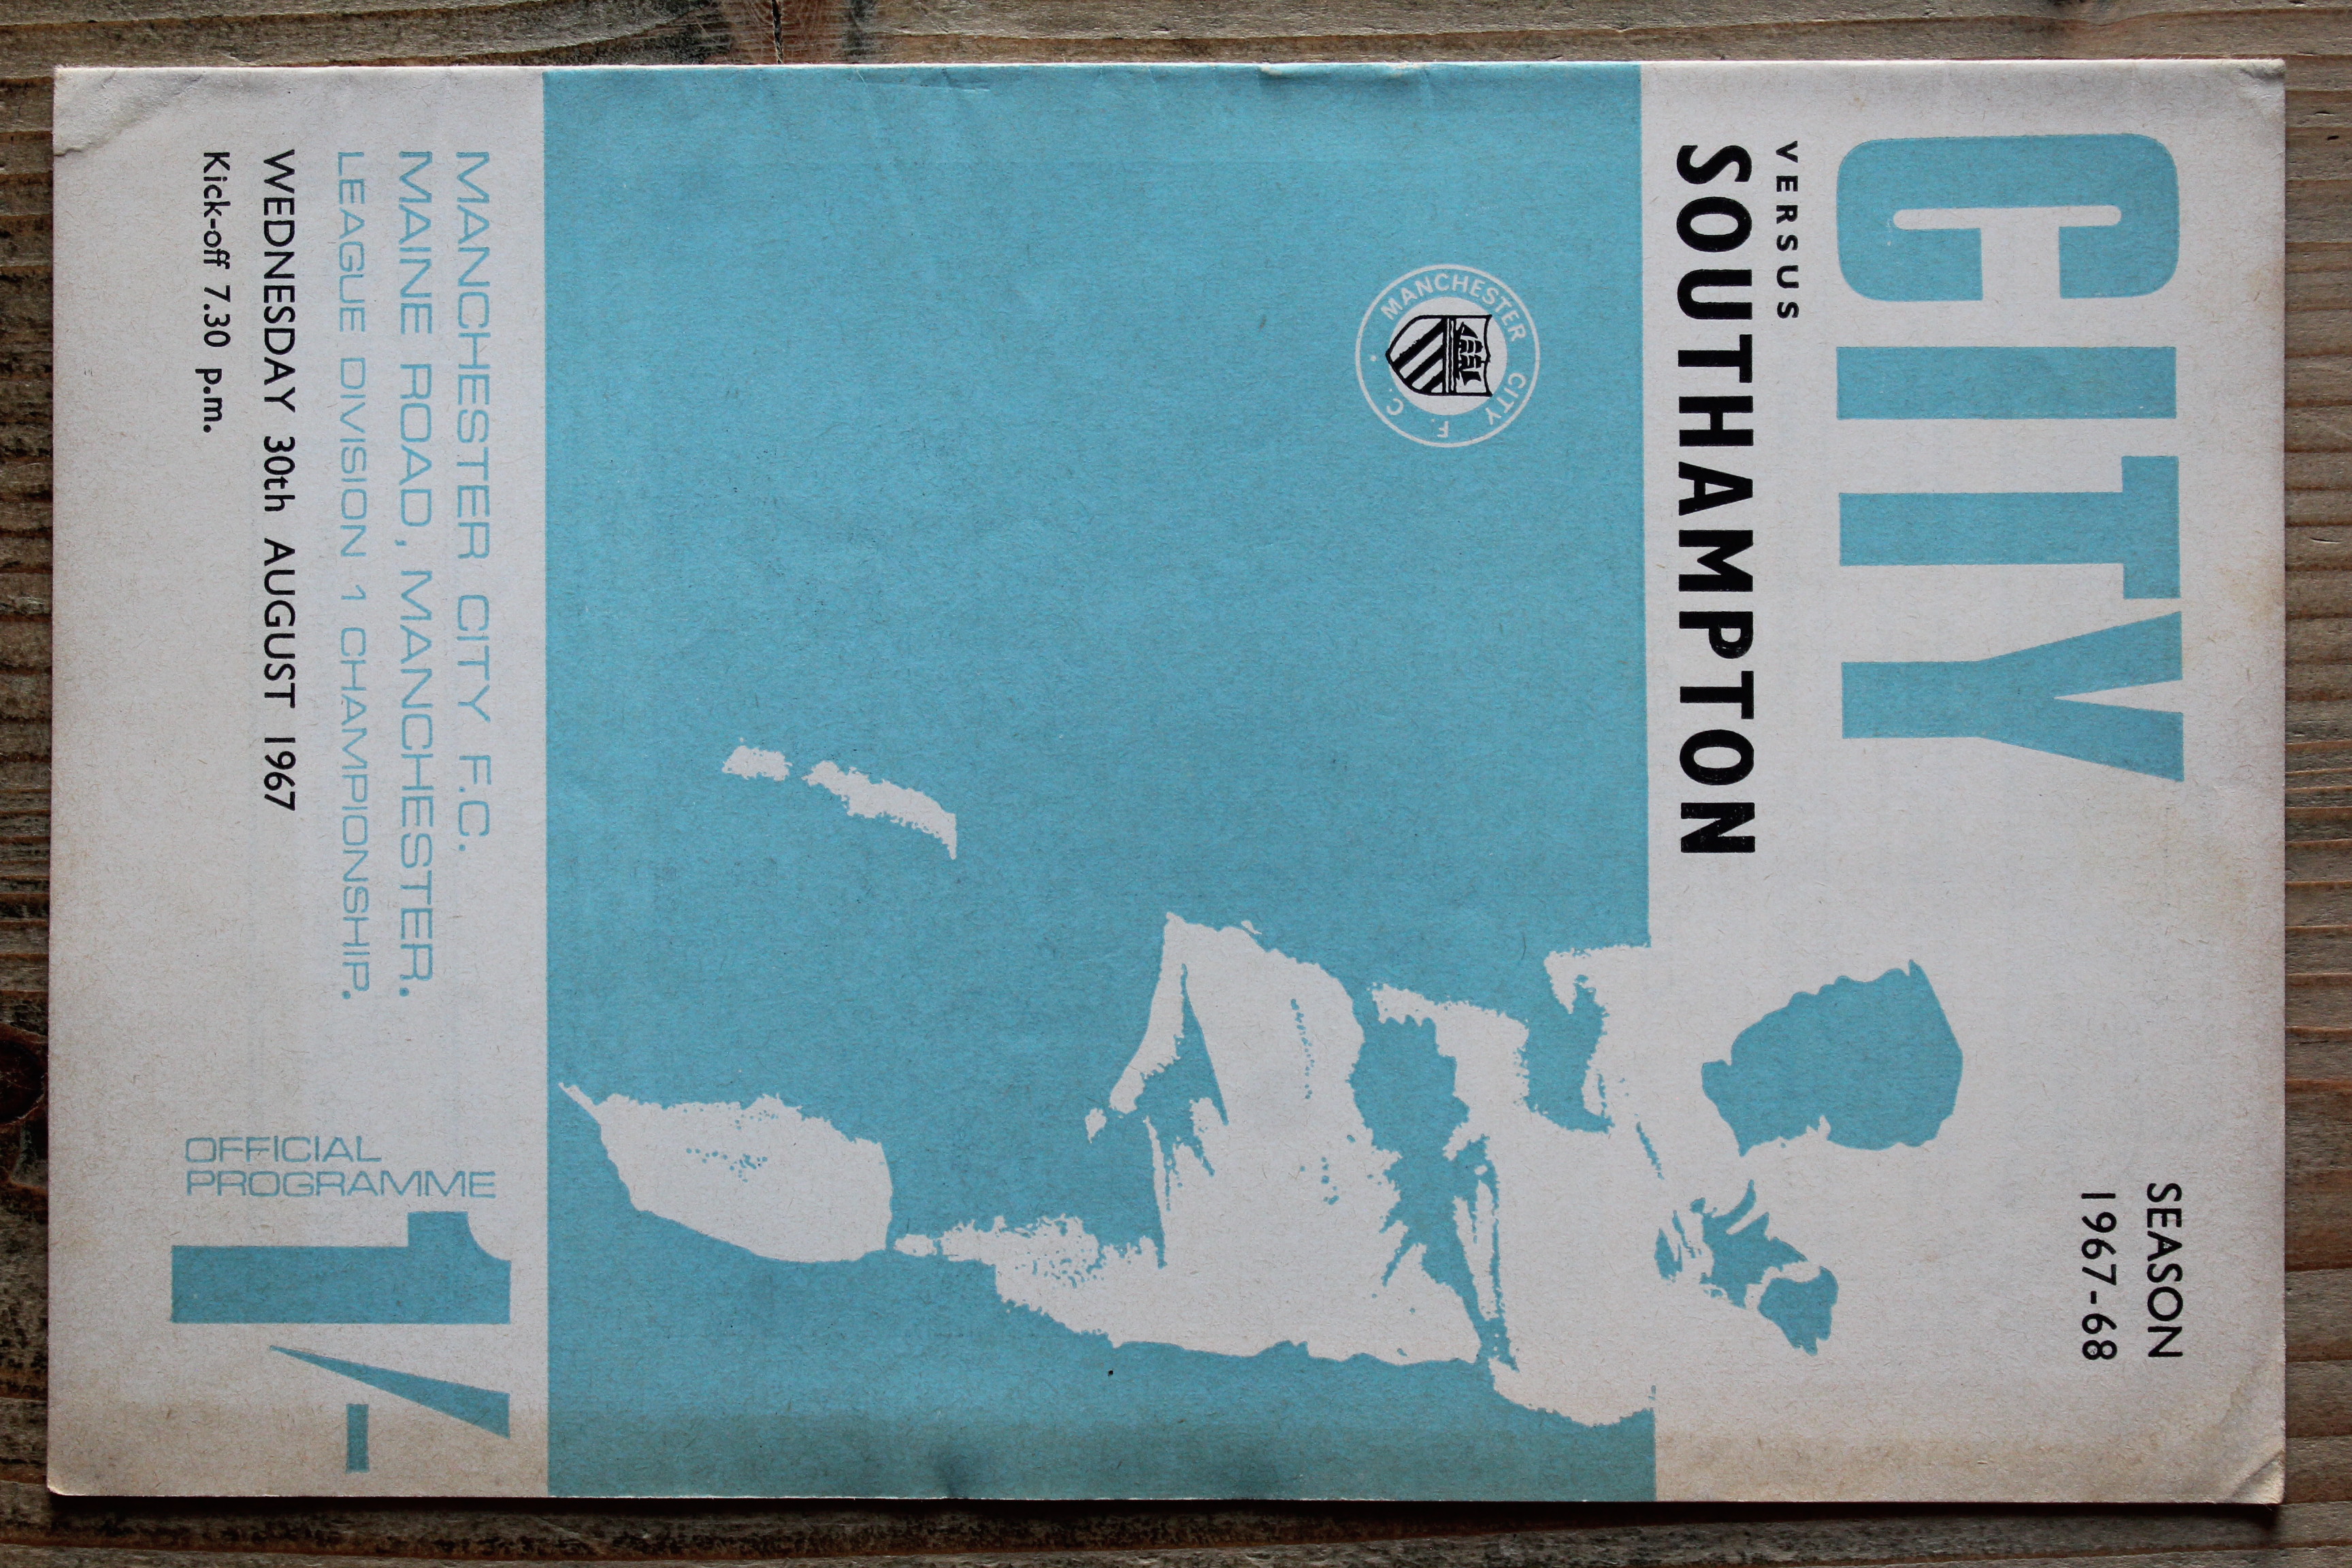 CITY
SEASON
1967-68
VERSUS
SOUTHAMPTON
MANCHESTER CITY F. C.
MANCHESTER CITY F.C.
MAINE ROAD, MANCHESTER.
LEAGUE DIVISION 1 CHAMPIONSHIP.
WEDNESDAY 30th AUGUST 1967
Kick-off 7.30 p.m.
OFFICIAL
PROGRAMME
1/-